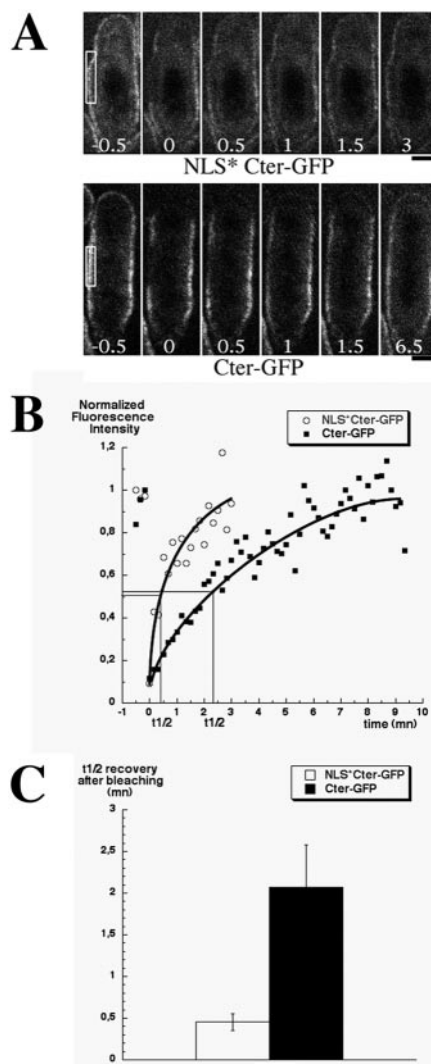 A
-0.5 0 0.5 1 1.5 3
NLS* Cter-GFP
-0.5 0 0.5 1 1.5 6.5
Cter-GFP
B
Normalized
Fluorescence
Intensity
NLS*Cter-GFP
Cter-GFP
1,2
1
0,8
0,6
0,4
0,2
0
-1 0 1 2 3 4 5 6 7 8 9 10
t1/2 t1/2 time (mn)
C
t1/2 recovery
after bleaching
(mn)
NLS*Cter-GFP
Cter-GFP
3
2,5
2
1,5
1
0,5
0